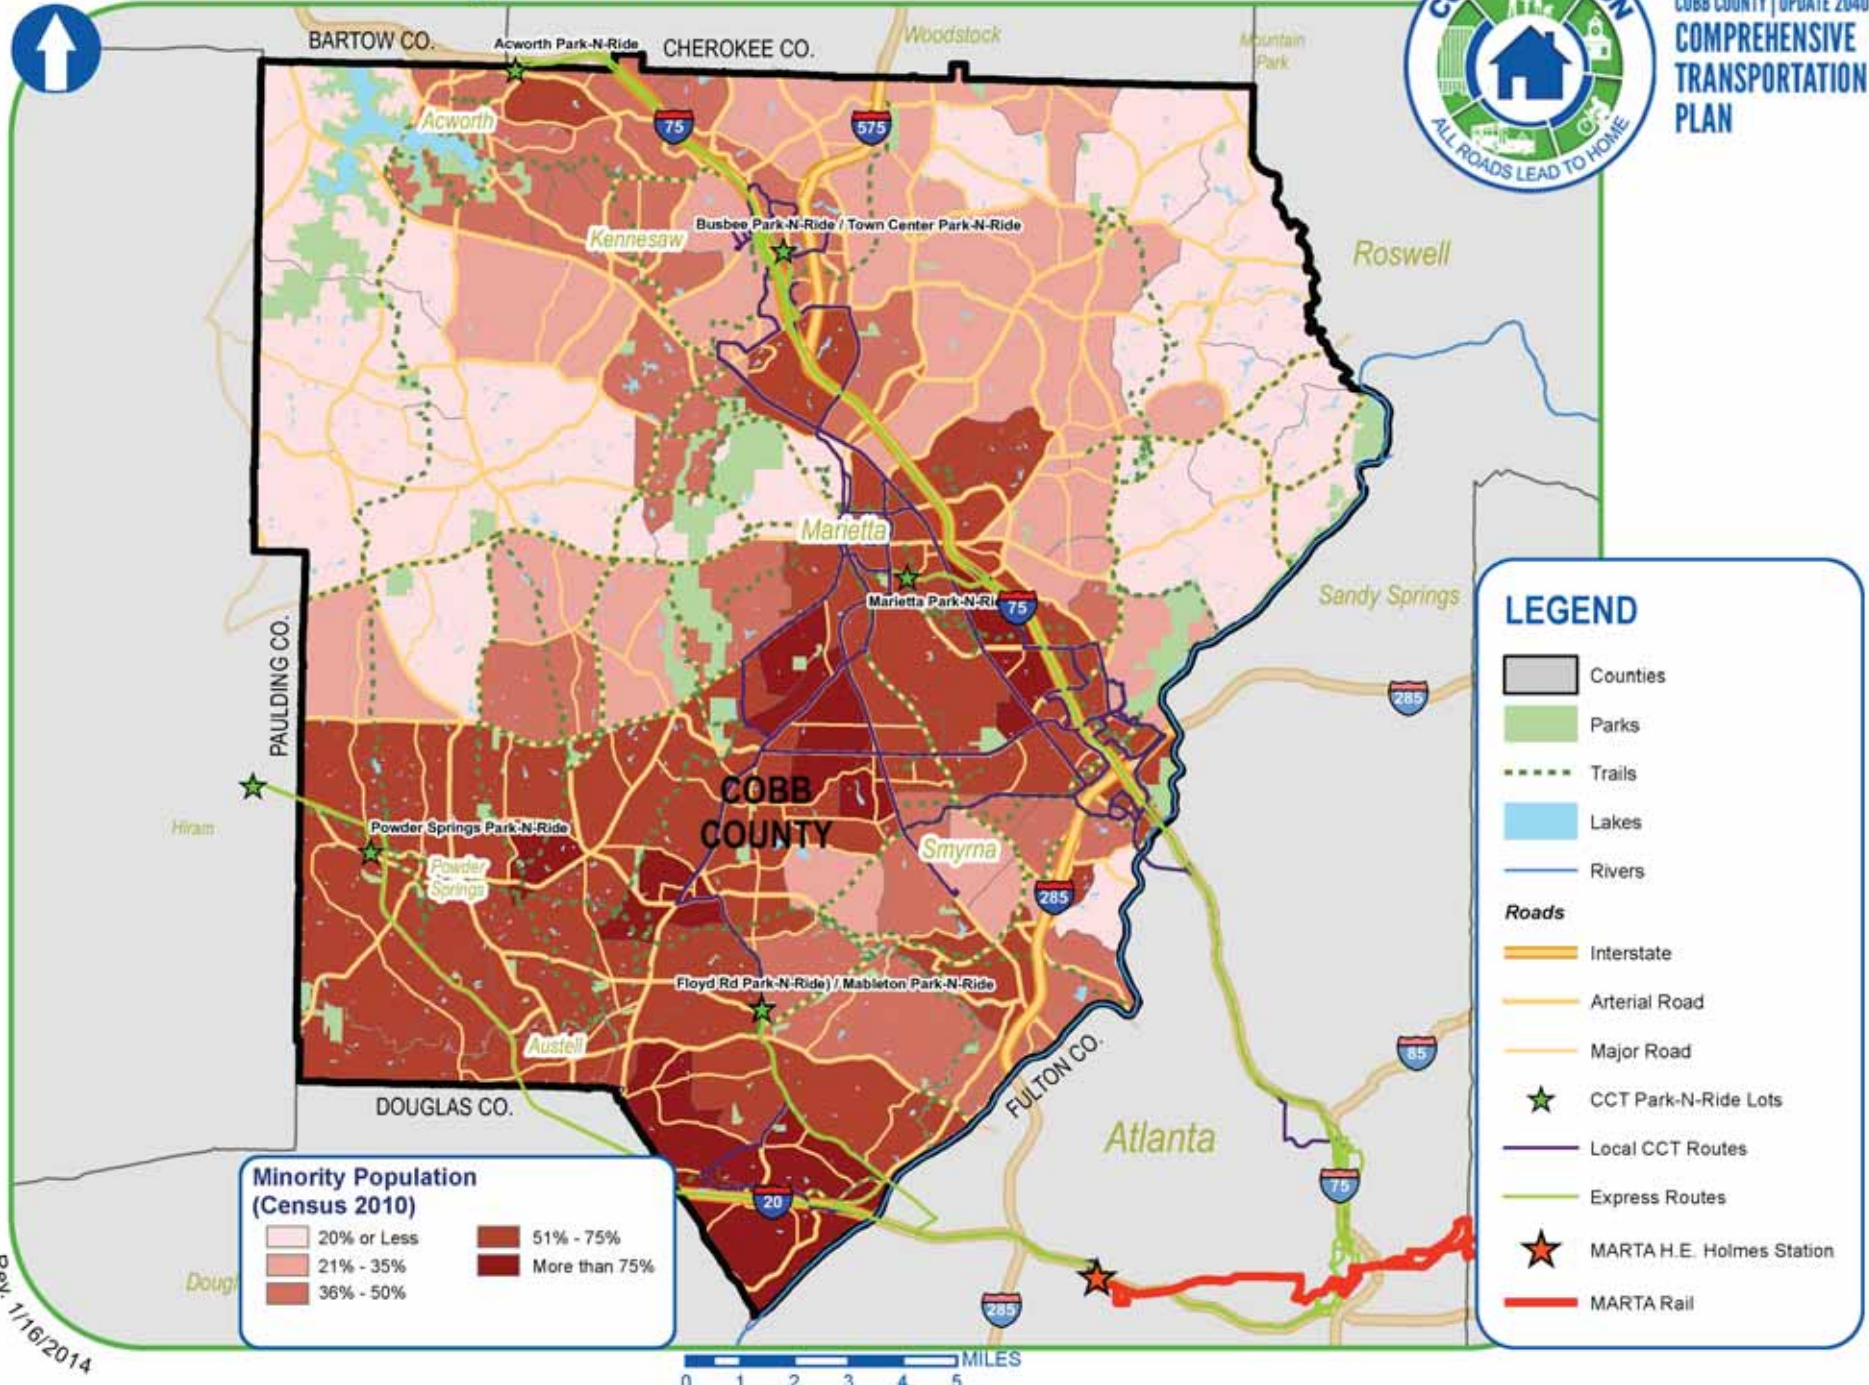 COBB COUNTY | UPDATE 2040
COMPREHENSIVE
TRANSPORTATION
PLAN
ALL ROADS LEAD TO HOME
BARTOW CO.
Acworth Park-N-Ride
CHEROKEE CO.
Woodstock
Mountain
Park
Acworth
75
575
Kennesaw
Busbee Park-N-Ride / Town Center Park-N-Ride
Roswell
Marietta
Marietta Park-N-Ri
75
Sandy Springs
PAULDING CO.
285
COBB
COUNTY
Hiram
Powder Springs Park-N-Ride
Powder
Springs
Smyrna
285
Floyd Rd Park-N-Ride) / Mableton Park-N-Ride
Austell
FULTON CO.
85
DOUGLAS CO.
Atlanta
75
20
285
Dougl
Minority Population
(Census 2010)
20% or Less
21% - 35%
36% - 50%
51% - 75%
More than 75%
Rev. 1/16/2014
MILES
0 1 2 3 4 5
LEGEND
Counties
Parks
Trails
Lakes
Rivers
Roads
Interstate
Arterial Road
Major Road
CCT Park-N-Ride Lots
Local CCT Routes
Express Routes
MARTA H.E. Holmes Station
MARTA Rail